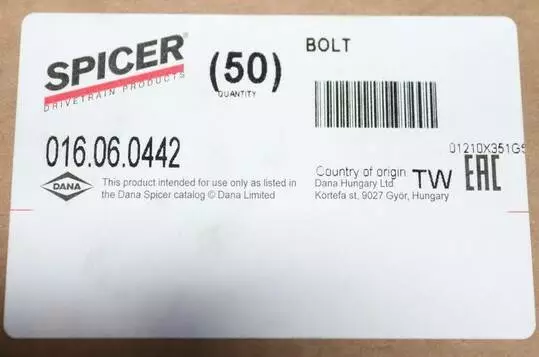 SPICER®
DRIVETRAIN PRODUCTS
(50)
QUANTITY
BOLT
016.06.0442
01210X351G5
DANA
This product intended for use only as listed in
the Dana Spicer catalog © Dana Limited
Country of origin TW
Dana Hungary Ltd.
Kortefa st, 9027 Győr, Hungary
EAC